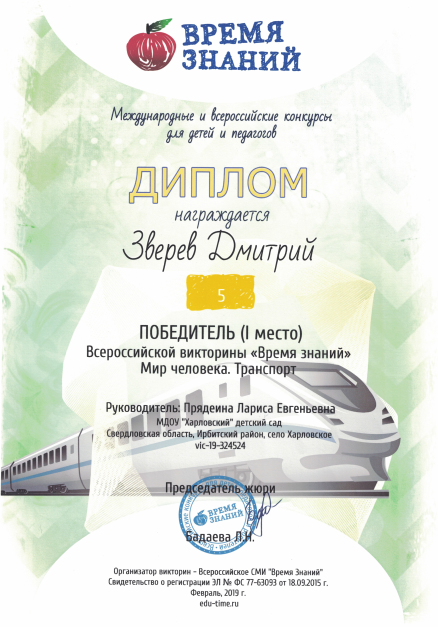 ВРЕМЯ
ЗНАНИЙ
Международные и всероссийские конкурсы
для детей и педагогов
ДИПЛОМ
награждается
Зверев Дмитрий
5
ПОБЕДИТЕЛЬ (I место)
Всероссийской викторины «Время знаний»
Мир человека. Транспорт
Руководитель: Прядеина Лариса Евгеньевна
МДОУ "Харловский" детский сад
Свердловская область, Ирбитский район, село Харловское
vic-19-324524
Председатель жюри
ВРЕМЯ
ЗНАНИЙ
Бадаева Л.Н.
Организатор викторин - Всероссийское СМИ "Время Знаний"
Свидетельство о регистрации ЭЛ № ФС 77-63093 от 18.09.2015 г.
Февраль, 2019 г.
edu-time.ru